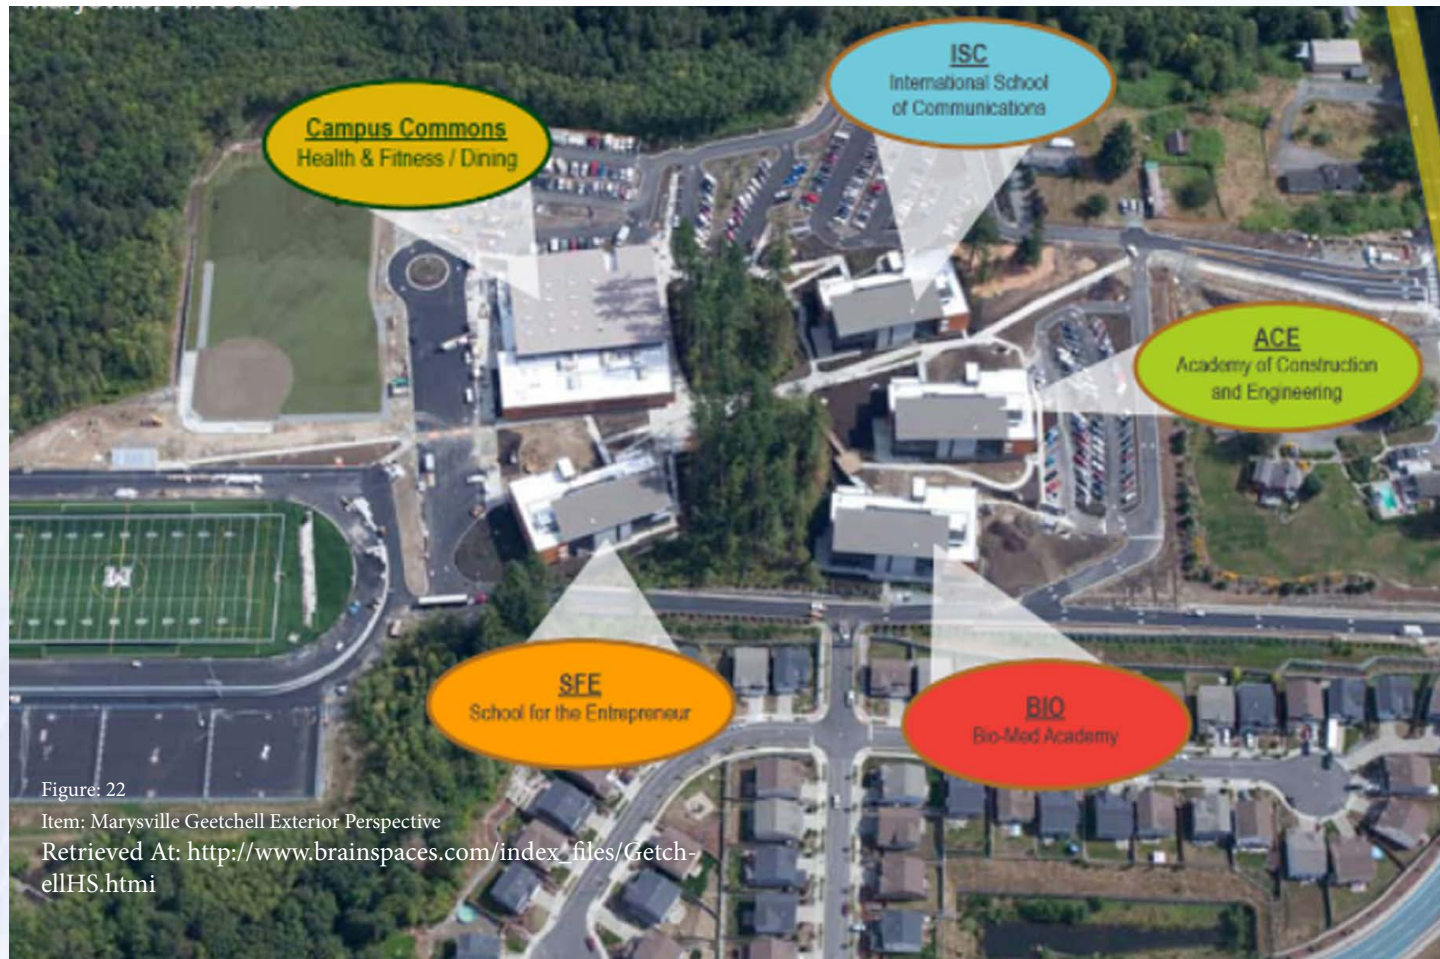 Campus Commons
Health & Fitness / Dining
ISC
International School
of Communications
ACE
Academy of Construction
and Engineering
SFE
School for the Entrepreneur
BIO
Bio-Med Academy
M
Figure: 22
Item: Marysville Geetchell Exterior Perspective
Retrieved At: http://www.brainspaces.com/index_files/Getch-
ellHS.htmi